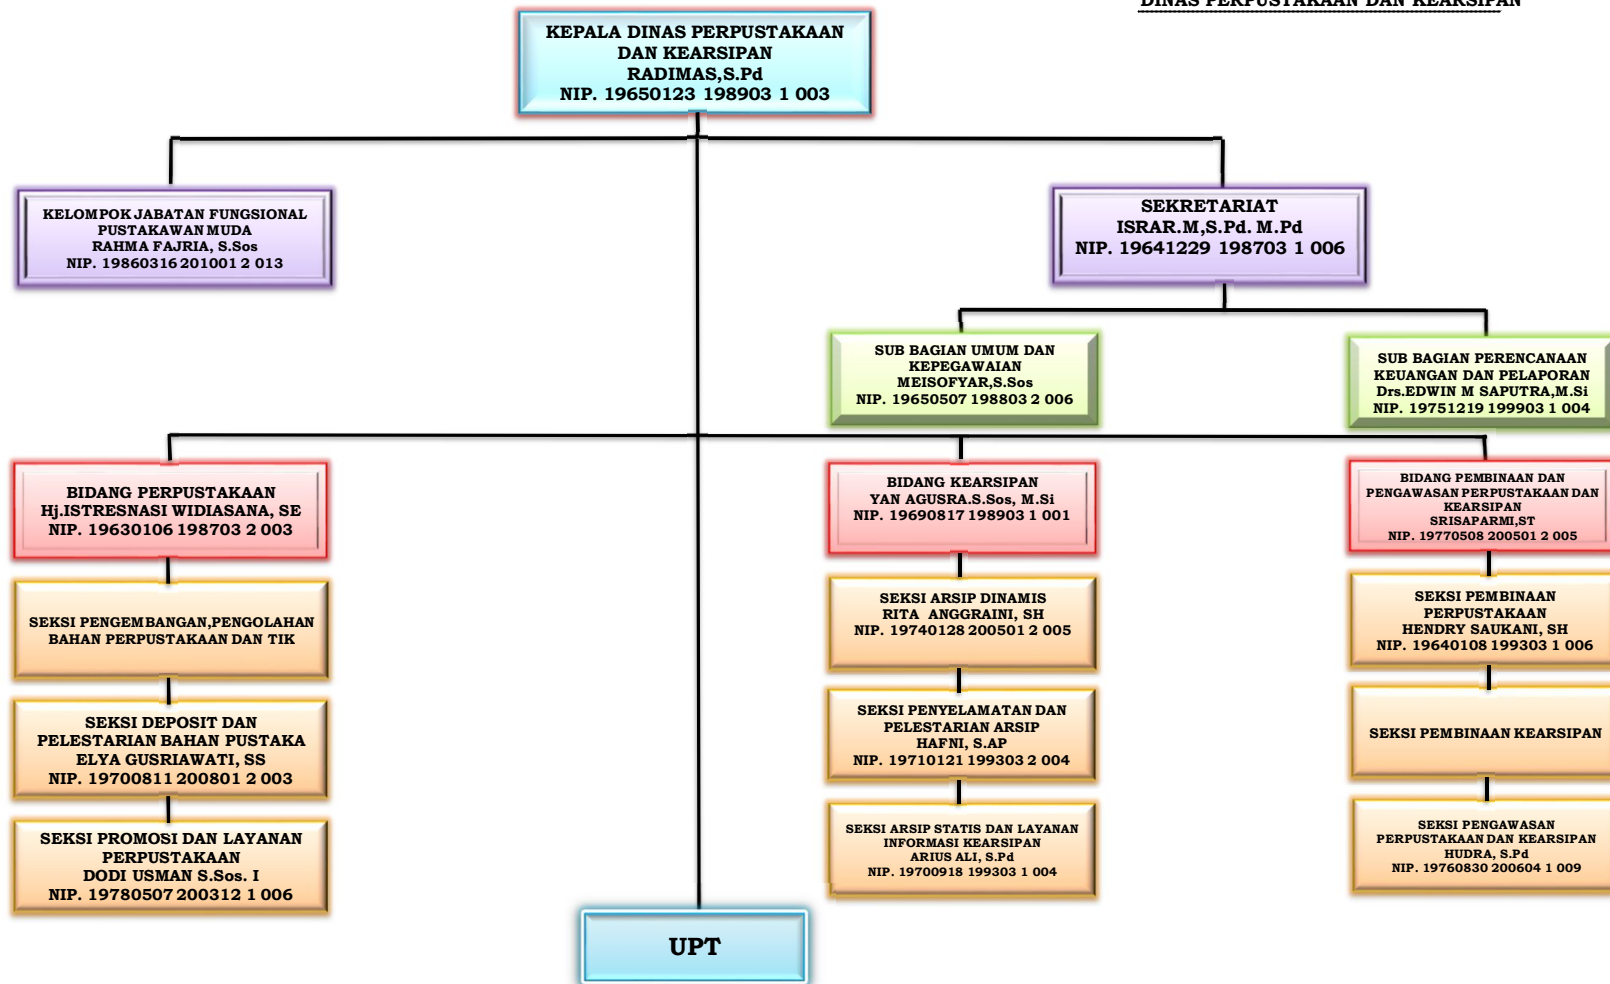 DINAS PERPUSTAKAAN DAN KEARSIPAN
KEPALA DINAS PERPUSTAKAAN
DAN KEARSIPAN
RADIMAS,S.Pd
NIP. 19650123 198903 1 003
KELOMPOK JABATAN FUNGSIONAL
PUSTAKAWAN MUDA
RAHMA FAJRIA, S.Sos
NIP. 19860316 201001 2 013
SEKRETARIAT
ISRAR.M,S.Pd. M.Pd
NIP. 19641229 198703 1 006
SUB BAGIAN UMUM DAN
KEPEGAWAIAN
MEISOFYAR,S.Sos
NIP. 19650507 198803 2 006
SUB BAGIAN PERENCANAAN
KEUANGAN DAN PELAPORAN
Drs.EDWIN M SAPUTRA,M.Si
NIP. 19751219 199903 1 004
BIDANG PERPUSTAKAAN
Hj.ISTRESNASI WIDIASANA, SE
NIP. 19630106 198703 2 003
SEKSI PENGEMBANGAN,PENGOLAHAN
BAHAN PERPUSTAKAAN DAN TIK
SEKSI DEPOSIT DAN
PELESTARIAN BAHAN PUSTAKA
ELYA GUSRIAWATI, SS
NIP. 19700811 200801 2 003
SEKSI PROMOSI DAN LAYANAN
PERPUSTAKAAN
DODI USMAN S.Sos. I
NIP. 19780507 200312 1 006
BIDANG KEARSIPAN
YAN AGUSRA.S.Sos, M.Si
NIP. 19690817 198903 1 001
SEKSI ARSIP DINAMIS
RITA ANGGRAINI, SH
NIP. 19740128 200501 2 005
SEKSI PENYELAMATAN DAN
PELESTARIAN ARSIP
HAFNI, S.AP
NIP. 19710121 199303 2 004
SEKSI ARSIP STATIS DAN LAYANAN
INFORMASI KEARSIPAN
ARIUS ALI, S.Pd
NIP. 19700918 199303 1 004
BIDANG PEMBINAAN DAN
PENGAWASAN PERPUSTAKAAN DAN
KEARSIPAN
SRISAPARMI,ST
NIP. 19770508 200501 2 005
SEKSI PEMBINAAN
PERPUSTAKAAN
HENDRY SAUKANI, SH
NIP. 19640108 199303 1 006
SEKSI PEMBINAAN KEARSIPAN
SEKSI PENGAWASAN
PERPUSTAKAAN DAN KEARSIPAN
HUDRA, S.Pd
NIP. 19760830 200604 1 009
UPT